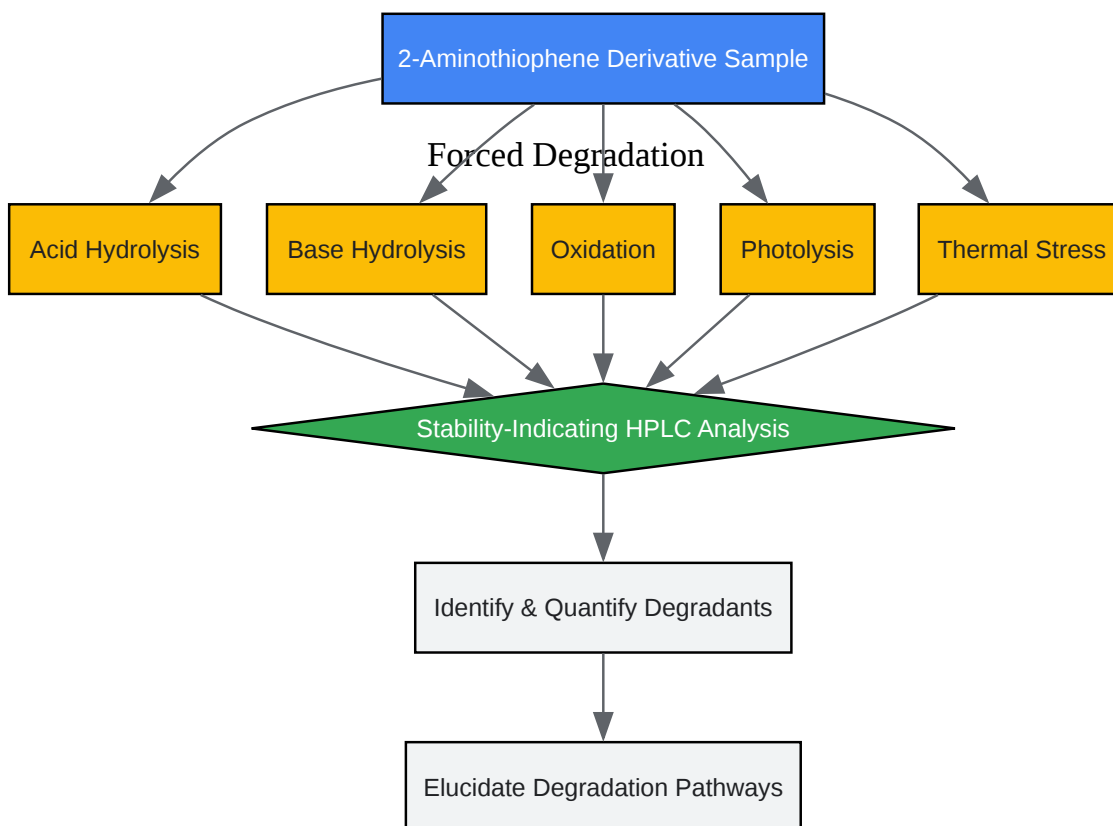 2-Aminothiophene Derivative Sample
Forced Degradation
Acid Hydrolysis
Base Hydrolysis
Oxidation
Photolysis
Thermal Stress
Stability-Indicating HPLC Analysis
Identify & Quantify Degradants
Elucidate Degradation Pathways